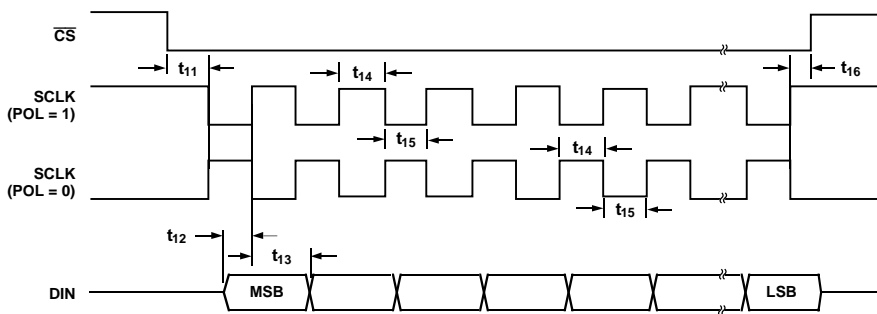 CS
t11
t14
t16
SCLK
(POL = 1)
t15
t14
SCLK
(POL = 0)
t15
t12
t13
DIN
MSB
LSB